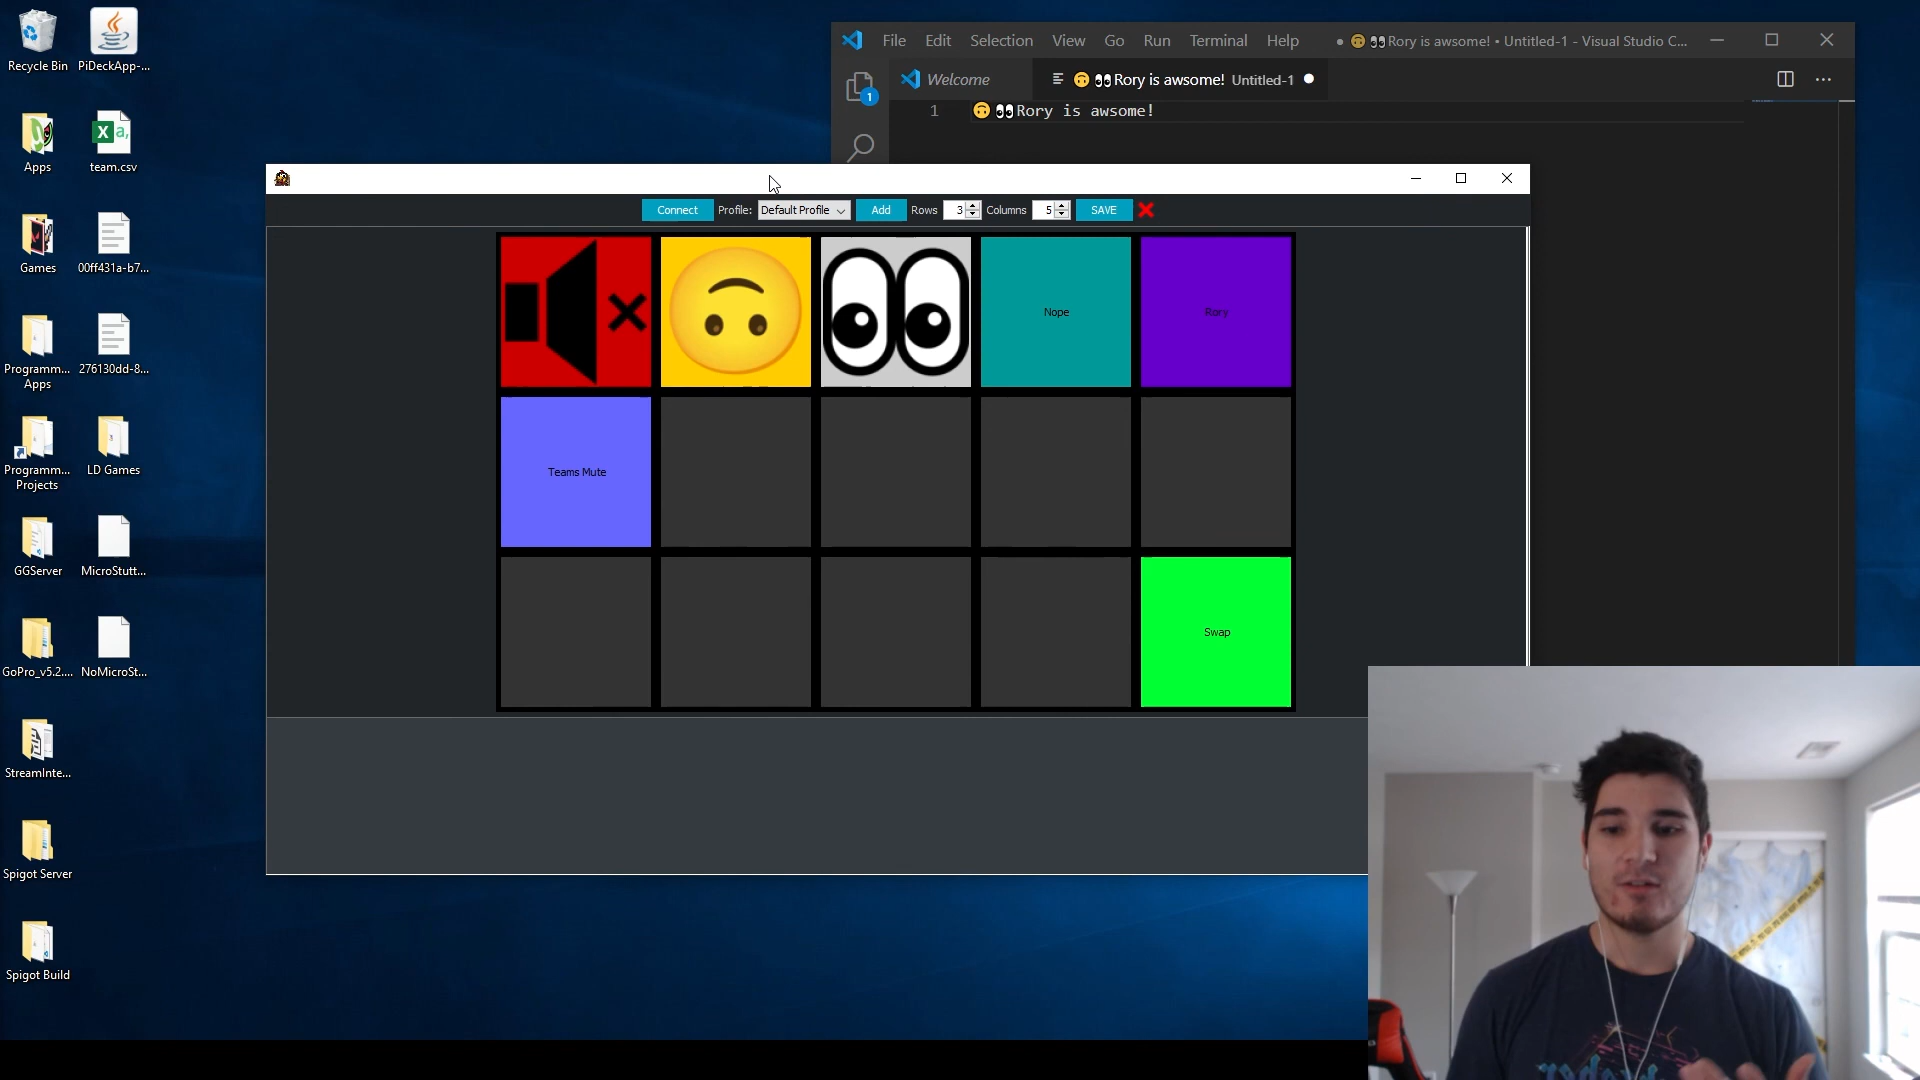 Recycle Bin
PiDeckApp-...
Apps
team.csv
Games
00ff431a-b7...
Programm...
Apps
276130dd-8...
Programm...
Projects
LD Games
GGServer
MicroStutt...
GoPro_v5.2....
NoMicroSt...
StreamInte...
Spigot Server
Spigot Build
File Edit Selection View Go Run Terminal Help
● 🙃👀Rory is awsome! • Untitled-1 - Visual Studio C...
Welcome
🙃👀Rory is awsome! Untitled-1
1
1 🙃👀Rory is awsome!
Connect Profile: Default Profile Add Rows 3 Columns 5 SAVE
Nope
Rory
Teams Mute
Swap